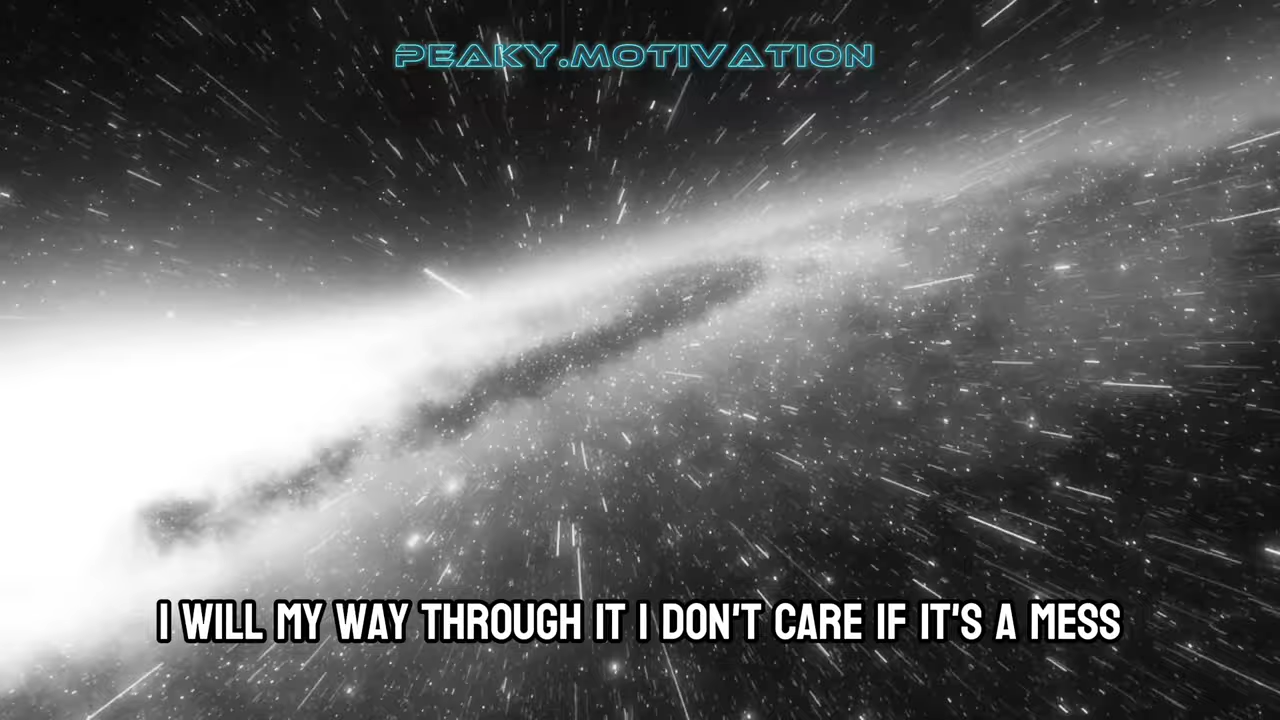 PEAKY.MOTIVATION
I WILL MY WAY THROUGH IT I DON'T CARE IF IT'S A MESS